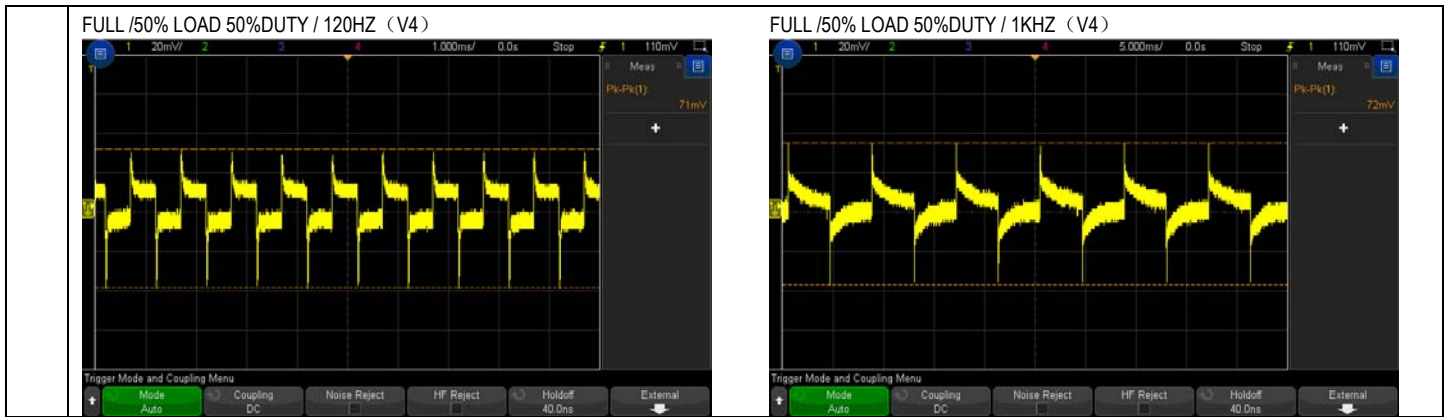 FULL /50% LOAD 50%DUTY / 120HZ（V4）
1 20mV/ 2 3 4 1.000ms/ 0.0s Stop 1 110mV
T
Meas
Pk-Pk(1):
71mV
+
Trigger Mode and Coupling Menu
Mode Coupling Noise Reject HF Reject Holdoff External
Auto DC 40.0ns
FULL /50% LOAD 50%DUTY / 1KHZ（V4）
1 20mV/ 2 3 4 5.000ms/ 0.0s Stop 1 110mV
T
Meas
Pk-Pk(1):
72mV
+
Trigger Mode and Coupling Menu
Mode Coupling Noise Reject HF Reject Holdoff External
Auto DC 40.0ns